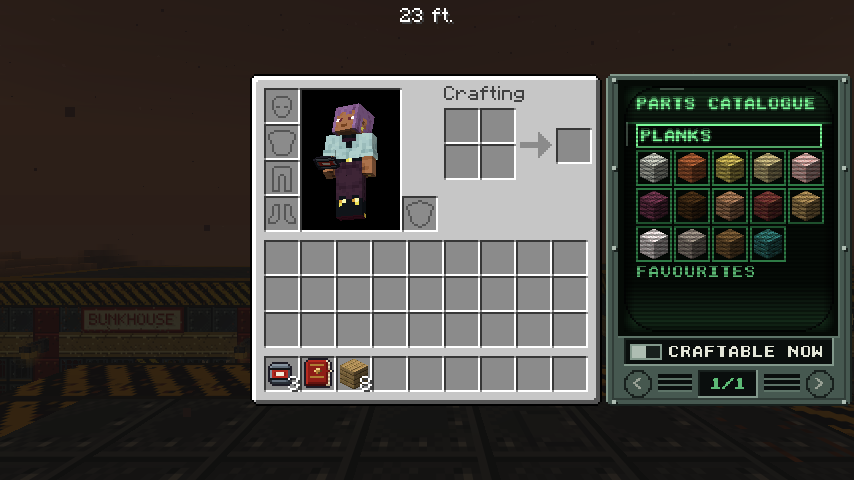 23 ft.
Crafting
PARTS CATALOGUE
PLANKS
FAVOURITES
BUNKHOUSE
CRAFTABLE NOW
3
8
1/1